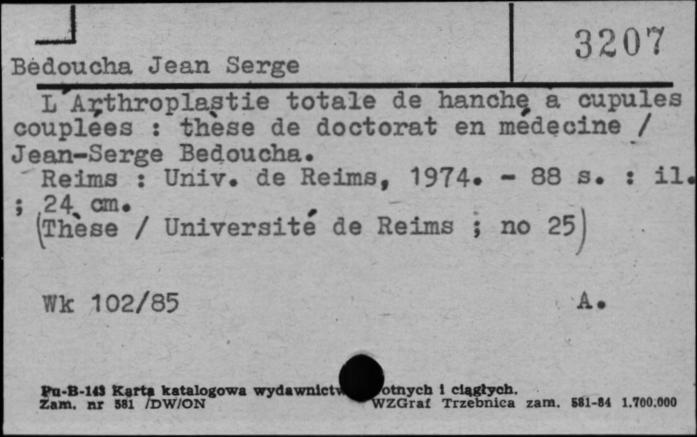 3207
Bedoucha Jean Serge
L'Arthroplastie totale de hanche à cupules
couplées : thèse de doctorat en médecine /
Jean-Serge Bedoucha.
Reims : Univ. de Reims, 1974. - 88 s. : il.
; 24 cm.
(Thèse / Université de Reims ; no 25)
Wk 102/85 A.
Pu-B-143 Karta katalogowa otnych i ciągłych.
Zam. nr 581 /DW/ON WZGraf Trzebnica zam. 581-84 1.700.000